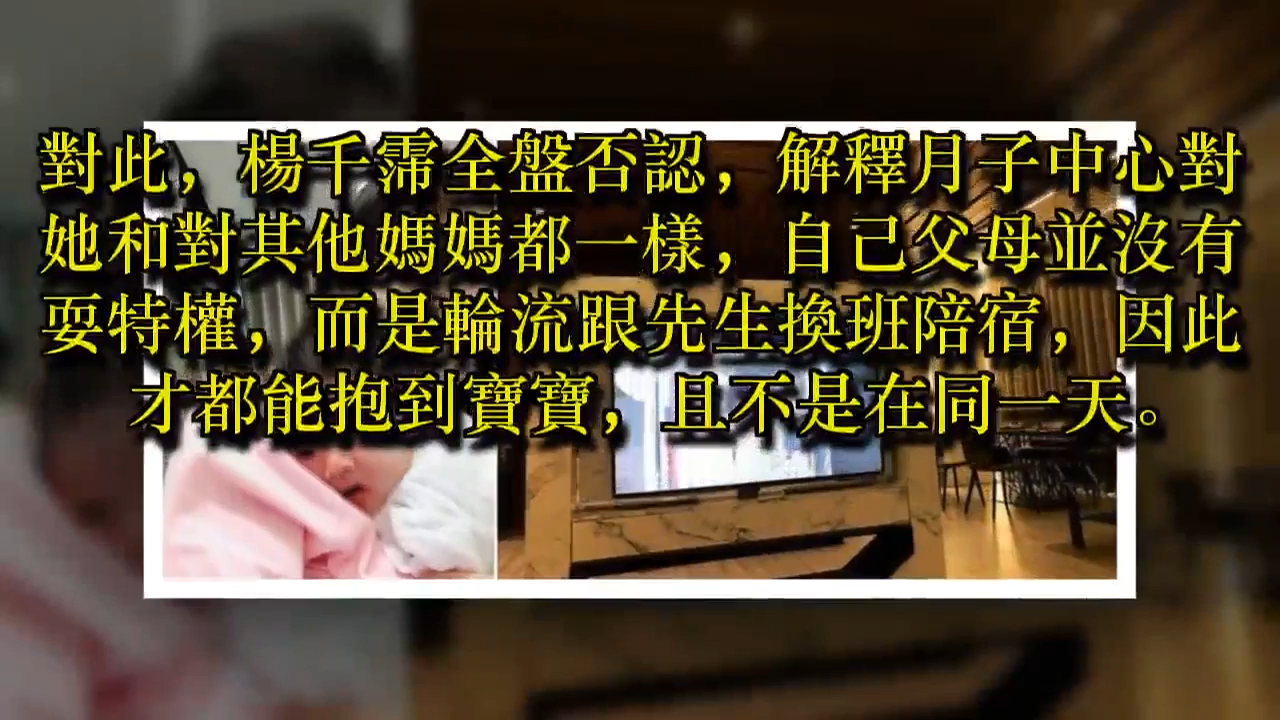 對此，楊千霈全盤否認，解釋月子中心對
她和對其他媽媽都一樣，自己父母並沒有
耍特權，而是輪流跟先生換班陪宿，因此
才都能抱到寶寶，且不是在同一天。